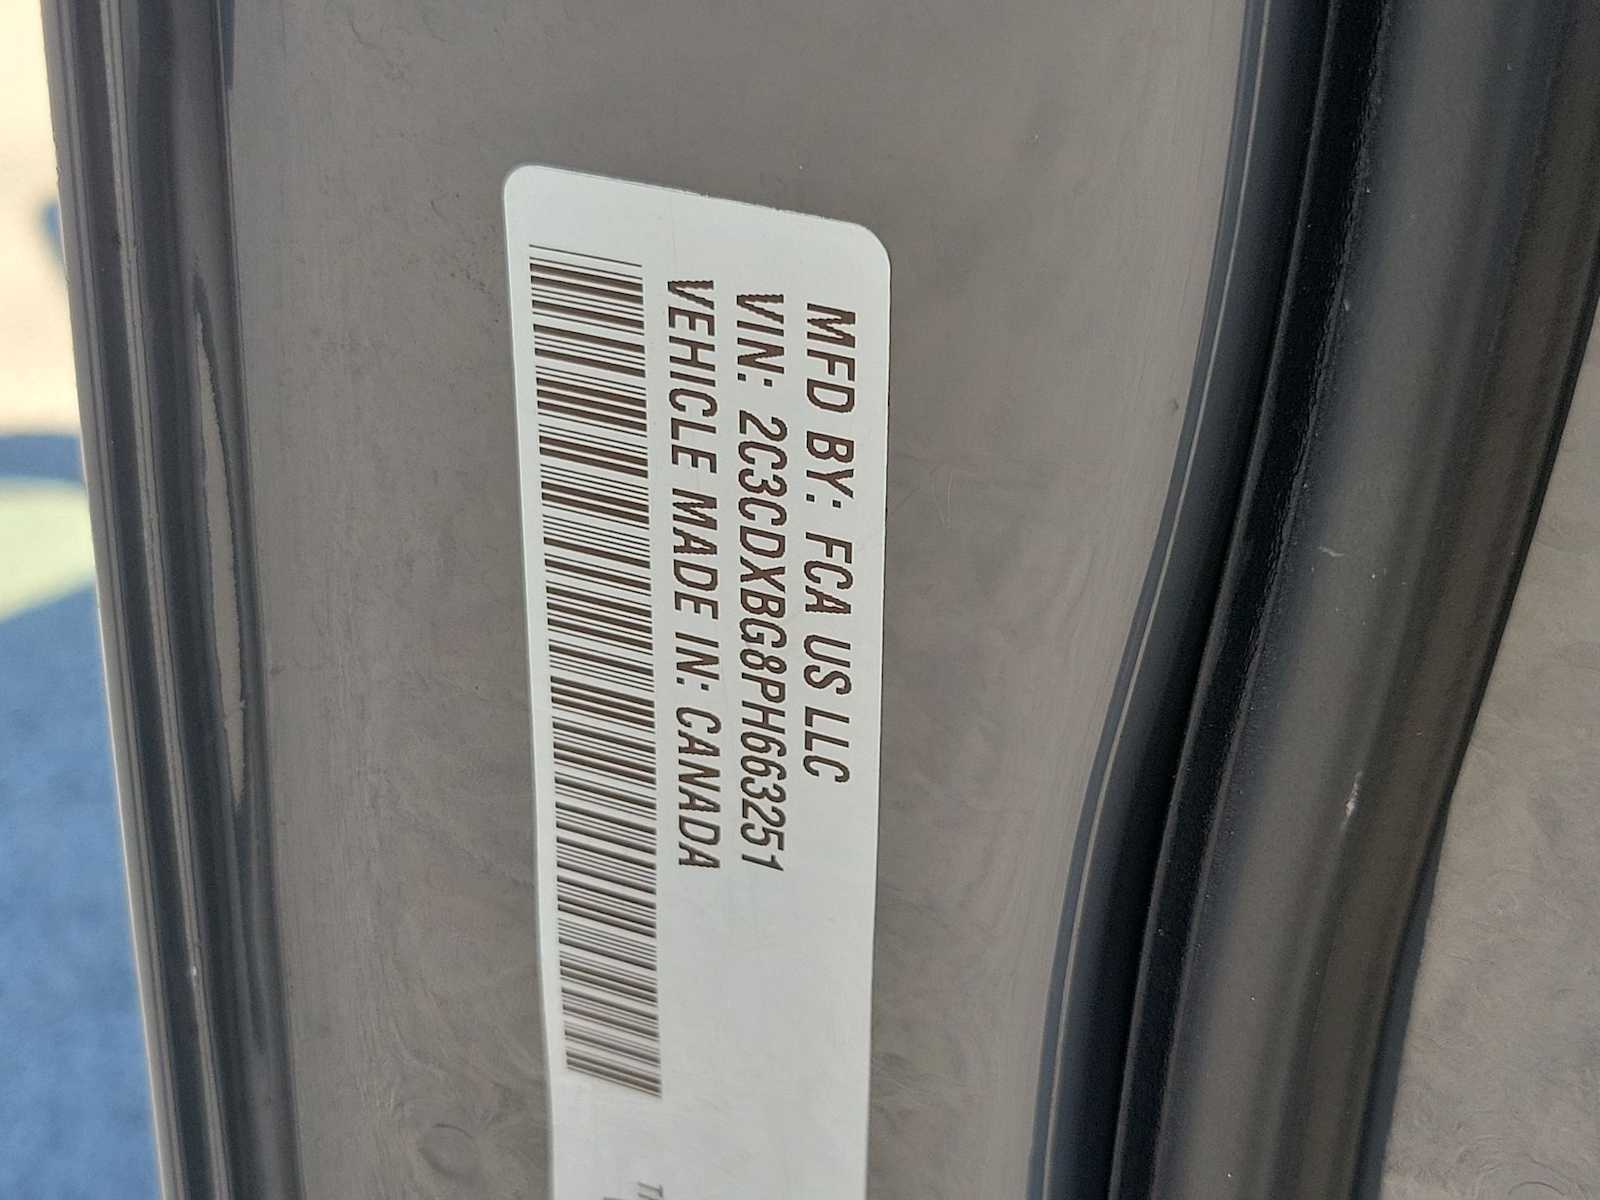 MFD BY: FCA US LLC
VIN: 2C3CDXBG8PH663251
VEHICLE MADE IN: CANADA